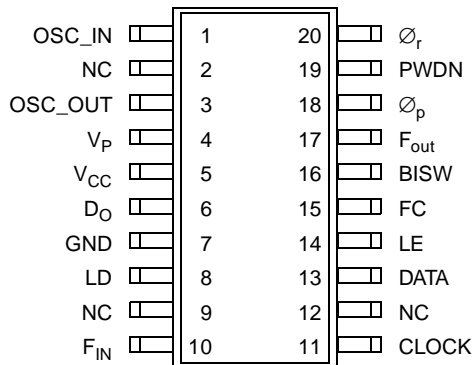 OSC_IN 1 20 Ør
NC 2 19 PWDN
OSC_OUT 3 18 Øp
VP 4 17 Fout
VCC 5 16 BISW
DO 6 15 FC
GND 7 14 LE
LD 8 13 DATA
NC 9 12 NC
FIN 10 11 CLOCK